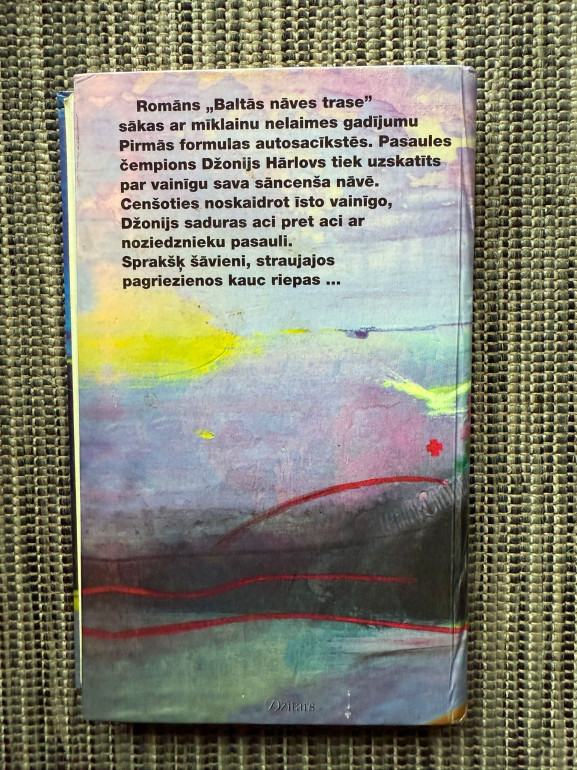 Romāns „Baltās nāves trase”
sākas ar mīklainu nelaimes gadījumu
Pirmās formulas autosacīkstēs. Pasaules
čempions Džonijs Hārlovs tiek uzskatīts
par vainīgu sava sāncenša nāvē.
Cenšoties noskaidrot īsto vainīgo,
Džonijs saduras aci pret aci ar
noziedznieku pasauli.
Sprakšķ šāvieni, straujajos
pagriezienos kauc riepas ...
Džitars